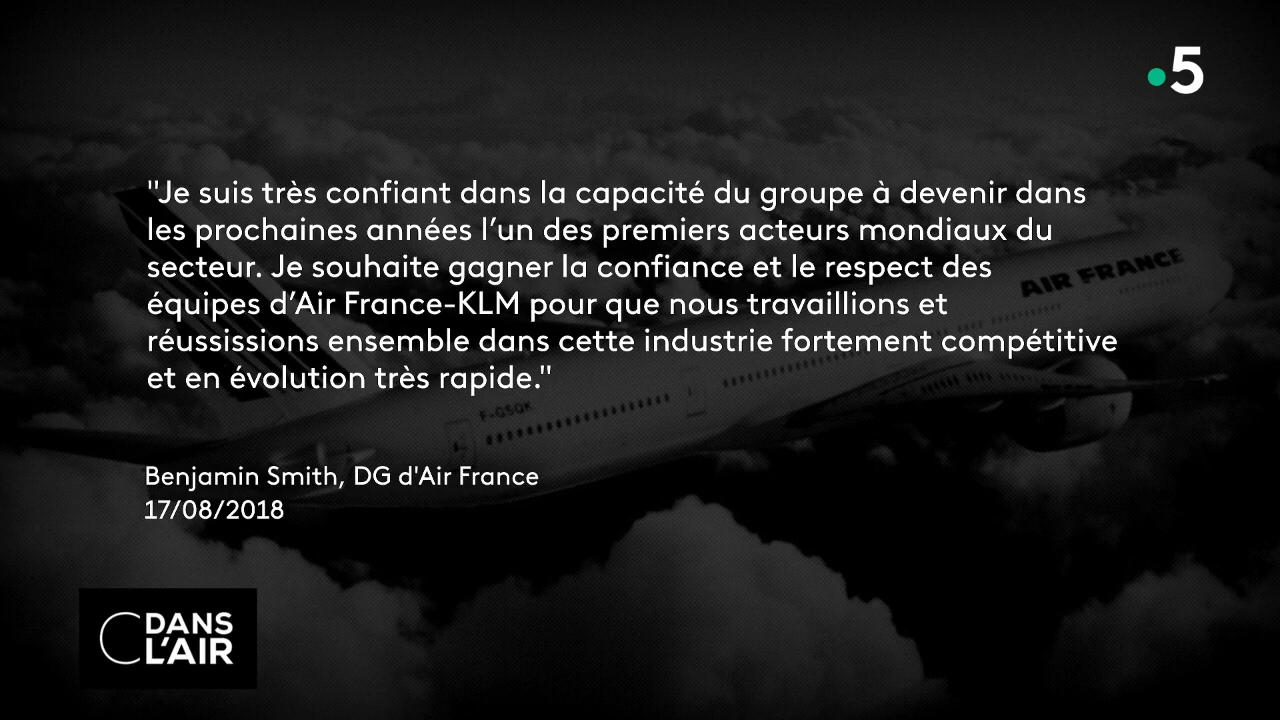 5
"Je suis très confiant dans la capacité du groupe à devenir dans
les prochaines années l’un des premiers acteurs mondiaux du
secteur. Je souhaite gagner la confiance et le respect des
équipes d’Air France-KLM pour que nous travaillions et
réussissions ensemble dans cette industrie fortement compétitive
et en évolution très rapide."
AIR FRANCE
F-GSQK
Benjamin Smith, DG d'Air France
17/08/2018
C DANS
L'AIR